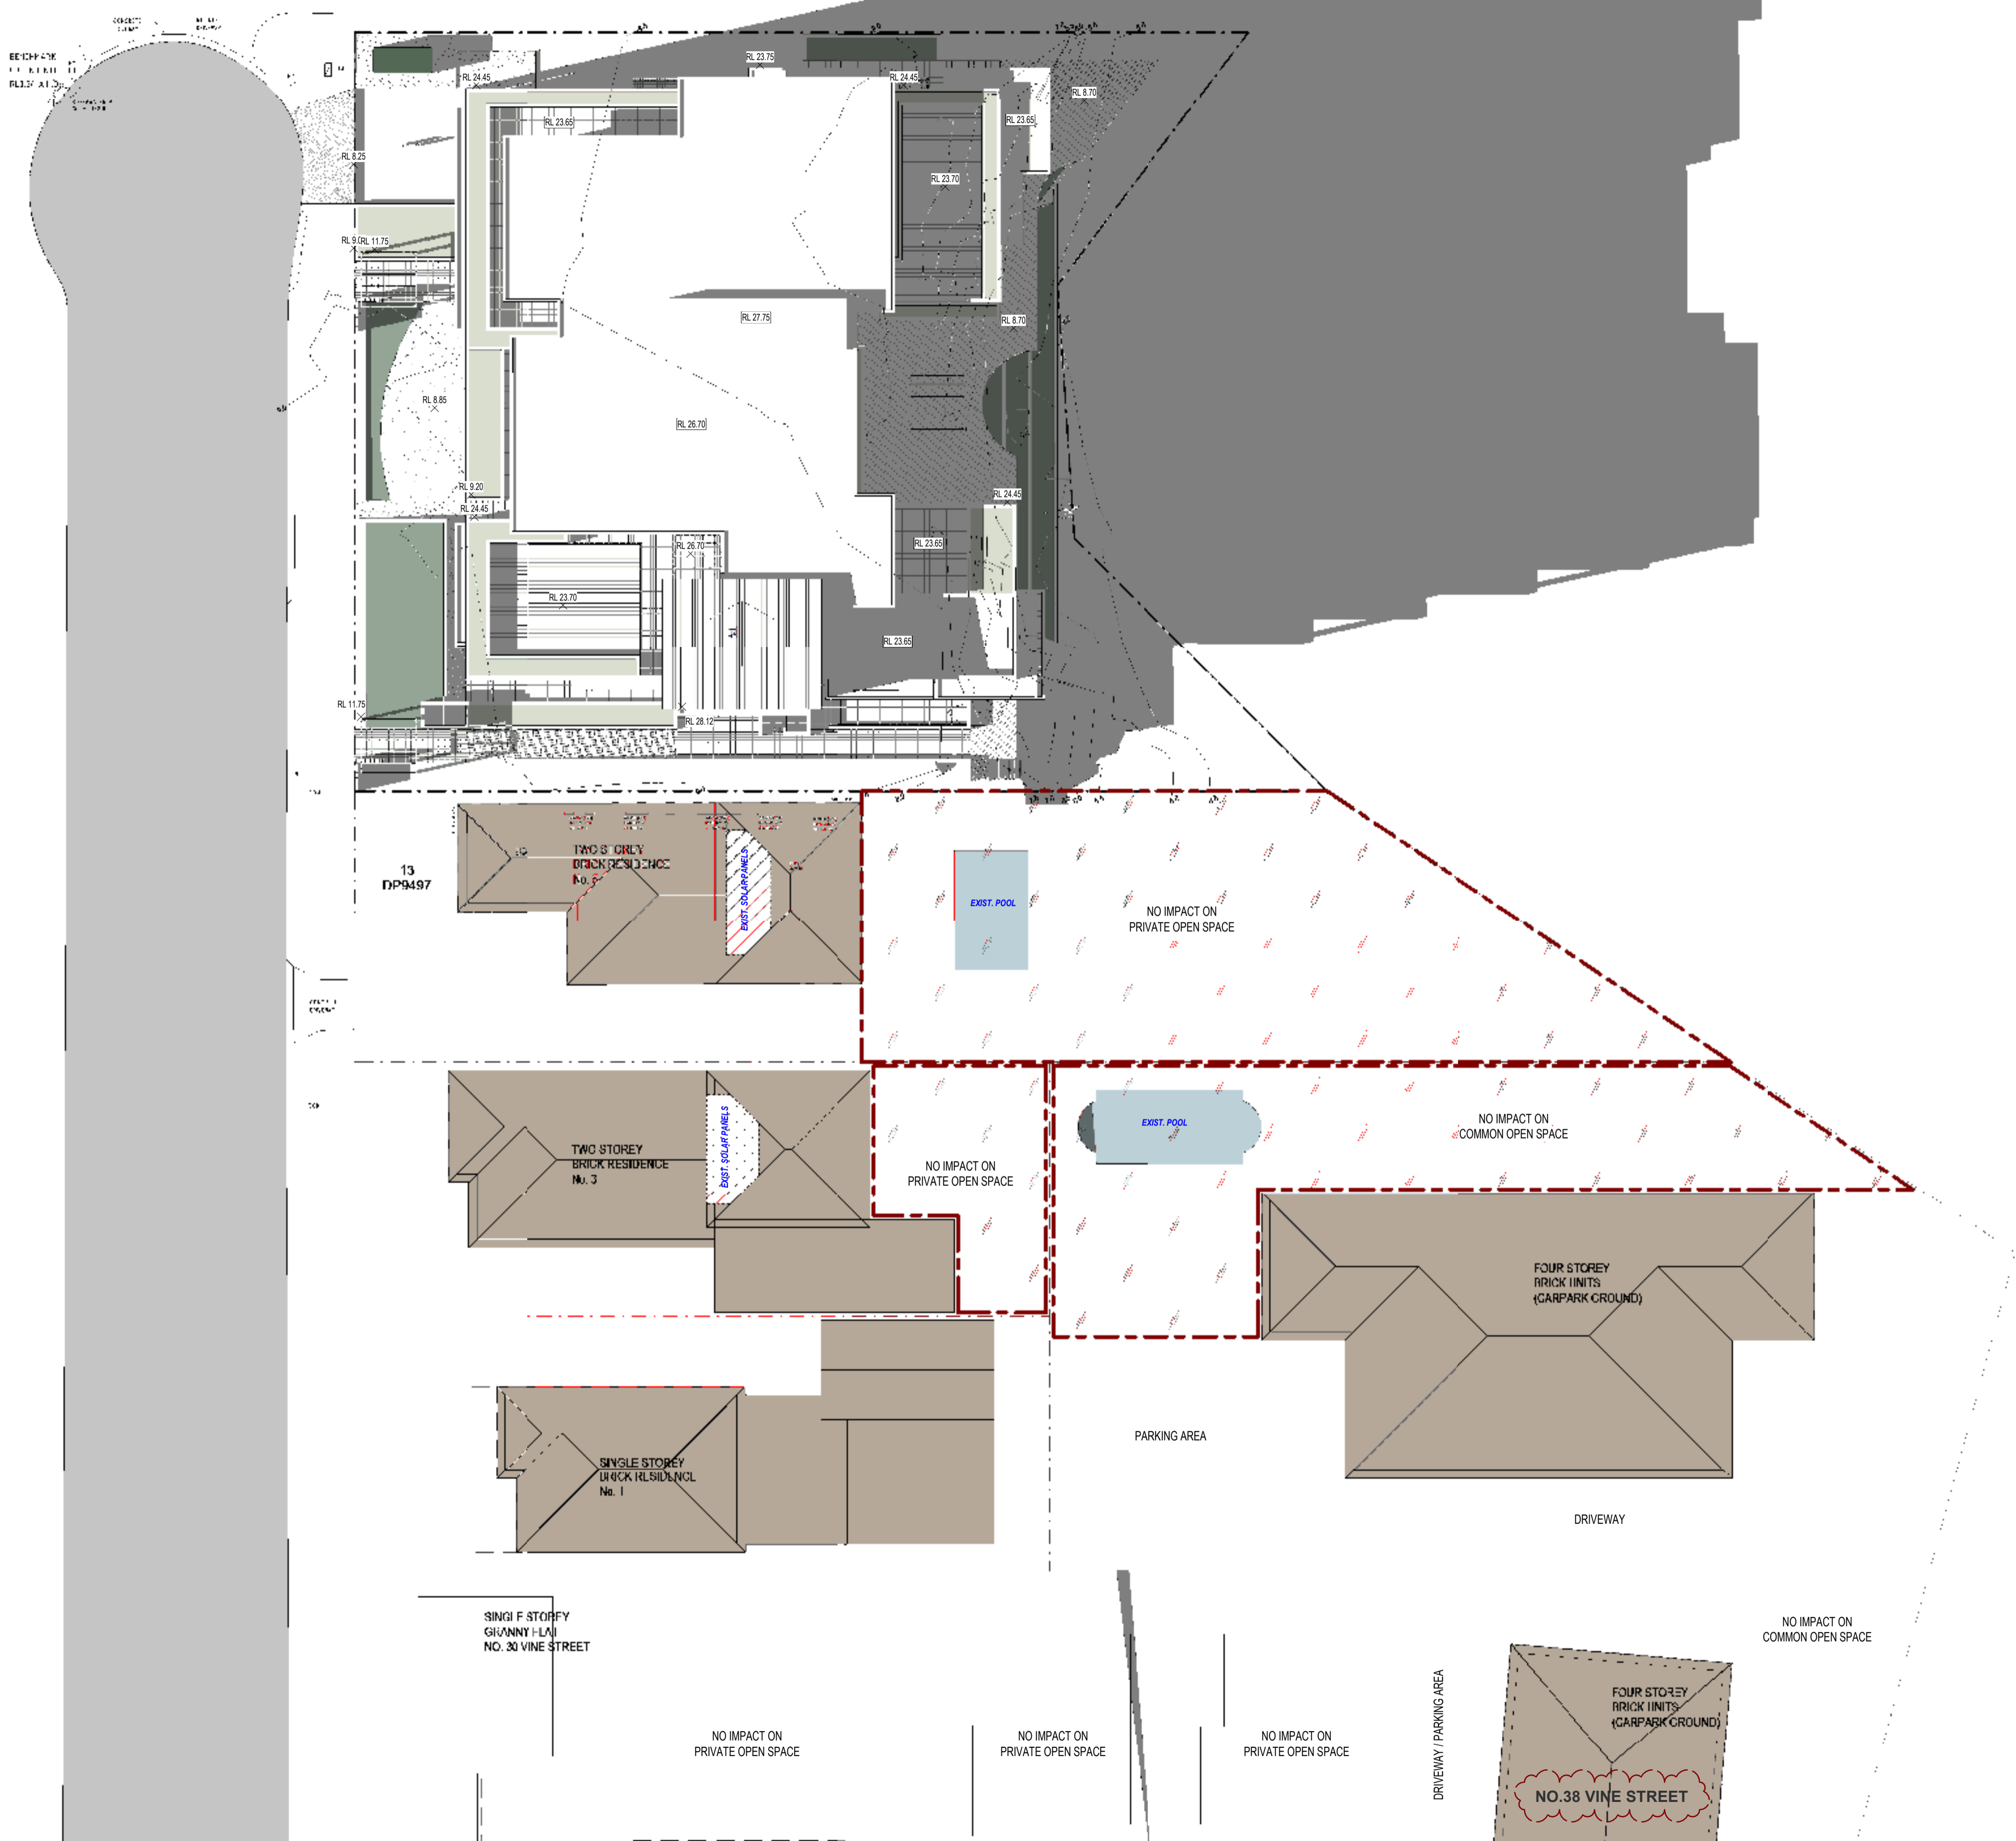 BENCHMARK
RL 24.45
RL 23.75
RL 24.45
RL 8.70
RL 23.65
RL 23.65
RL 8.25
RL 23.70
RL 11.75
RL 27.75
RL 8.70
RL 8.85
RL 26.70
RL 9.20
RL 24.45
RL 24.45
RL 26.70
RL 23.65
RL 23.70
RL 23.65
RL 11.75
RL 28.12
13
DP9497
TWO STOREY
BRICK RESIDENCE
EXIST. SOLAR PANELS
EXIST. POOL
NO IMPACT ON
PRIVATE OPEN SPACE
TWO STOREY
BRICK RESIDENCE
No. 3
EXIST. SOLAR PANELS
NO IMPACT ON
PRIVATE OPEN SPACE
EXIST. POOL
NO IMPACT ON
COMMON OPEN SPACE
FOUR STOREY
BRICK UNITS
(CARPARK GROUND)
PARKING AREA
SINGLE STOREY
BRICK RESIDENCE
No. 1
DRIVEWAY
SINGLE STOREY
GRANNY FLAT
NO. 30 VINE STREET
NO IMPACT ON
COMMON OPEN SPACE
NO IMPACT ON
PRIVATE OPEN SPACE
NO IMPACT ON
PRIVATE OPEN SPACE
NO IMPACT ON
PRIVATE OPEN SPACE
DRIVEWAY / PARKING AREA
FOUR STOREY
BRICK UNITS
(CARPARK GROUND)
NO.38 VINE STREET